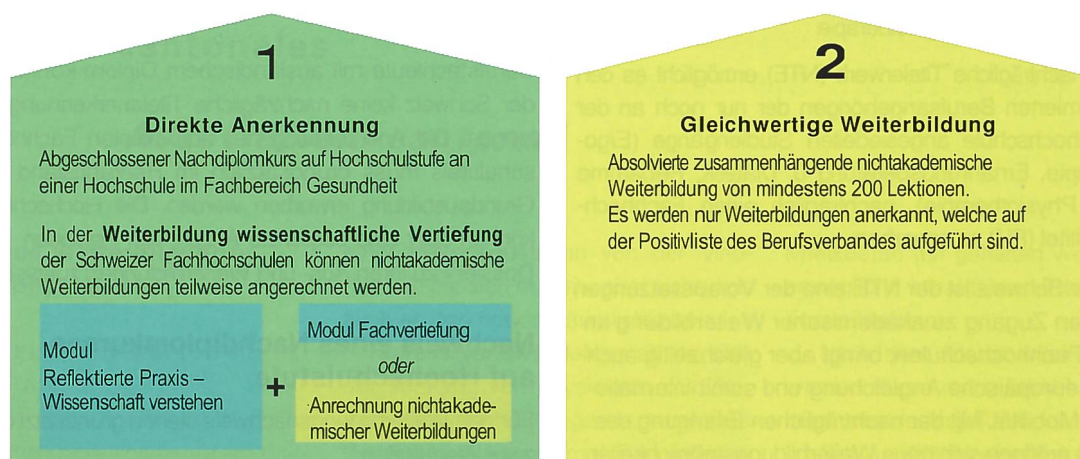 1
Direkte Anerkennung
Abgeschlossener Nachdiplomkurs auf Hochschulstufe an
einer Hochschule im Fachbereich Gesundheit
In der Weiterbildung wissenschaftliche Vertiefung
der Schweizer Fachhochschulen können nichtakademische
Weiterbildungen teilweise angerechnet werden.
Modul
Reflektierte Praxis –
Wissenschaft verstehen
+
Modul Fachvertiefung
oder
Anrechnung nichtakade-
mischer Weiterbildungen
2
Gleichwertige Weiterbildung
Absolvierte zusammenhängende nichtakademische
Weiterbildung von mindestens 200 Lektionen.
Es werden nur Weiterbildungen anerkannt, welche auf
der Positivliste des Berufsverbandes aufgeführt sind.